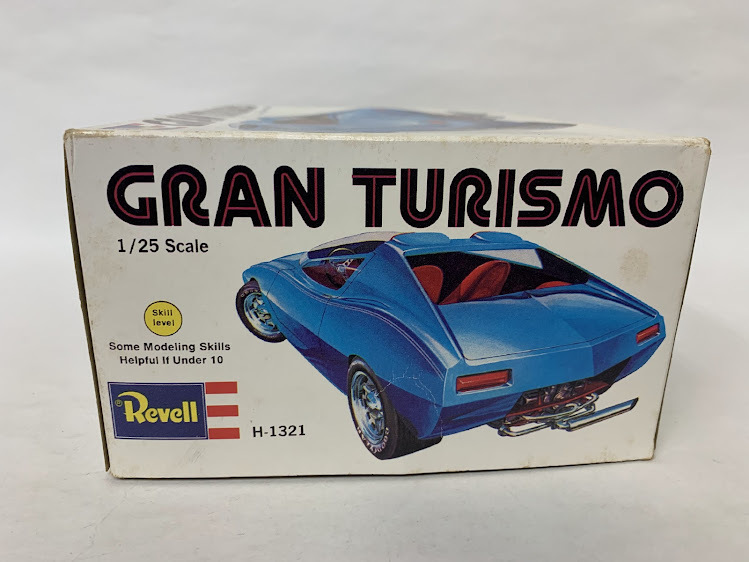 GRAN TURISMO
1/25 Scale
Skill
level
Some Modeling Skills
Helpful If Under 10
®Revell
H-1321